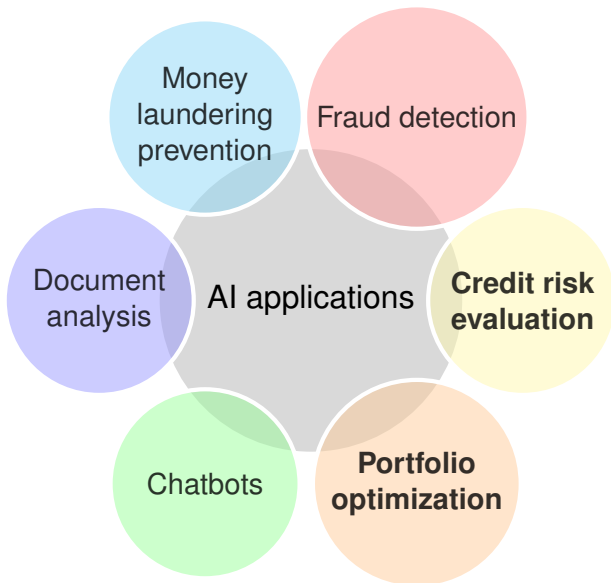 Money
laundering
prevention
Fraud detection
Document
analysis
AI applications
Credit risk
evaluation
Chatbots
Portfolio
optimization